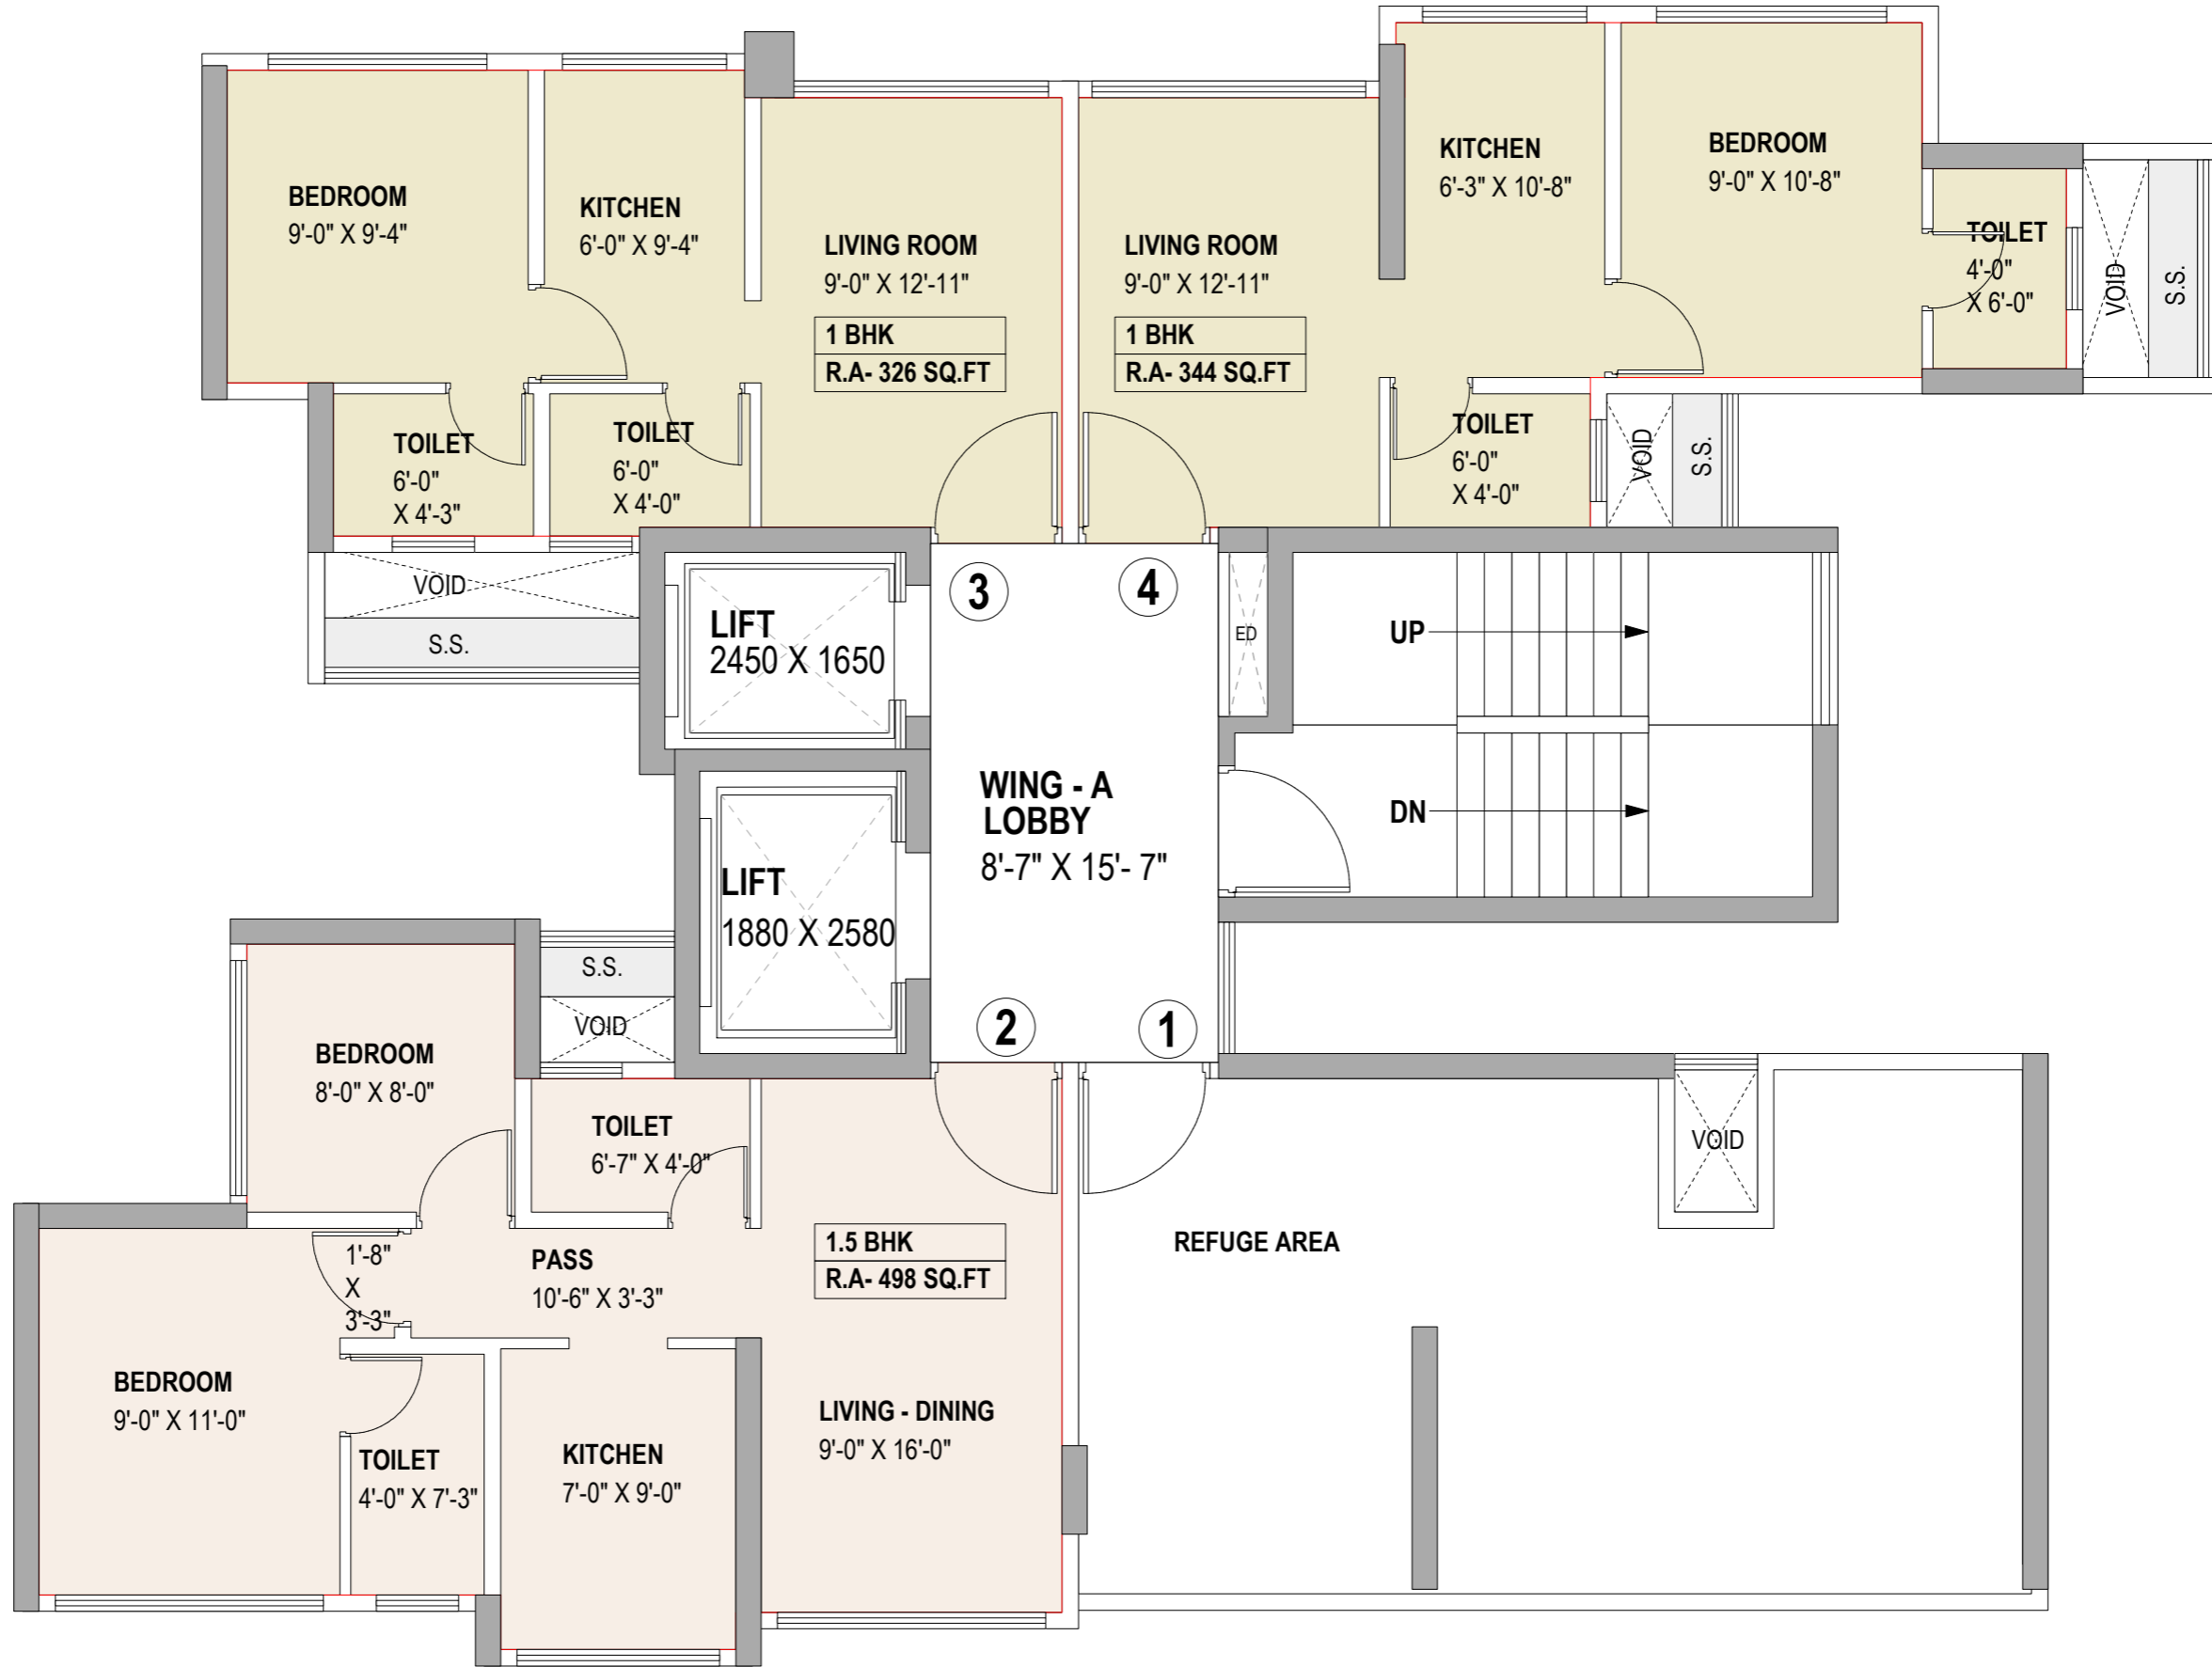 BEDROOM
9'-0" X 9'-4"
KITCHEN
6'-0" X 9'-4"
LIVING ROOM
9'-0" X 12'-11"
1 BHK
R.A- 326 SQ.FT
LIVING ROOM
9'-0" X 12'-11"
1 BHK
R.A- 344 SQ.FT
KITCHEN
6'-3" X 10'-8"
BEDROOM
9'-0" X 10'-8"
TOILET
4'-0"
X 6'-0"
VOID
S.S.
TOILET
6'-0"
X 4'-3"
TOILET
6'-0"
X 4'-0"
TOILET
6'-0"
X 4'-0"
VOID
S.S.
VOID
S.S.
LIFT
2450 X 1650
3
4
ED
UP
DN
WING - A
LOBBY
8'-7" X 15'- 7"
LIFT
1880 X 2580
2
1
S.S.
VOID
BEDROOM
8'-0" X 8'-0"
TOILET
6'-7" X 4'-0"
1'-8"
X
3'-3"
PASS
10'-6" X 3'-3"
1.5 BHK
R.A- 498 SQ.FT
REFUGE AREA
VOID
BEDROOM
9'-0" X 11'-0"
TOILET
4'-0" X 7'-3"
KITCHEN
7'-0" X 9'-0"
LIVING - DINING
9'-0" X 16'-0"